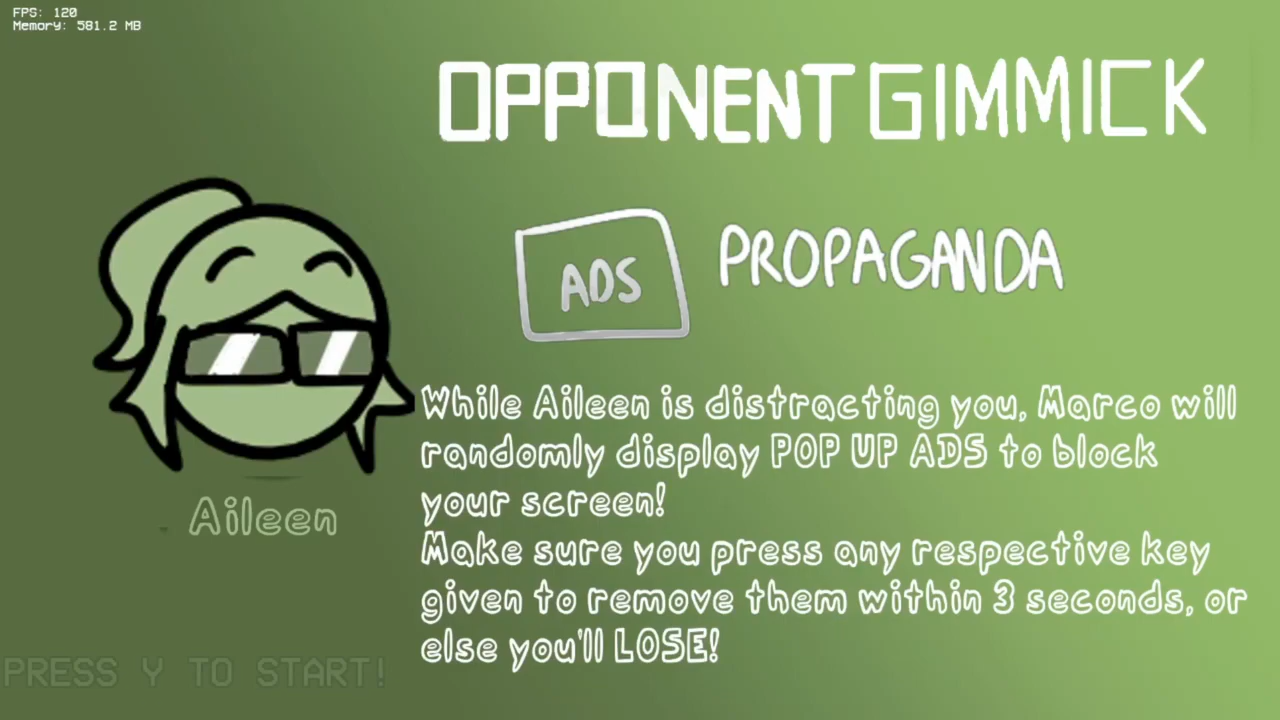 FPS: 120
Memory: 581.2 MB
OPPONENT GIMMICK
ADS
PROPAGANDA
While Aileen is distracting you, Marco will
randomly display POP UP ADS to block
your screen!
Make sure you press any respective key
given to remove them within 3 seconds, or
else you'll LOSE!
Aileen
PRESS Y TO START!